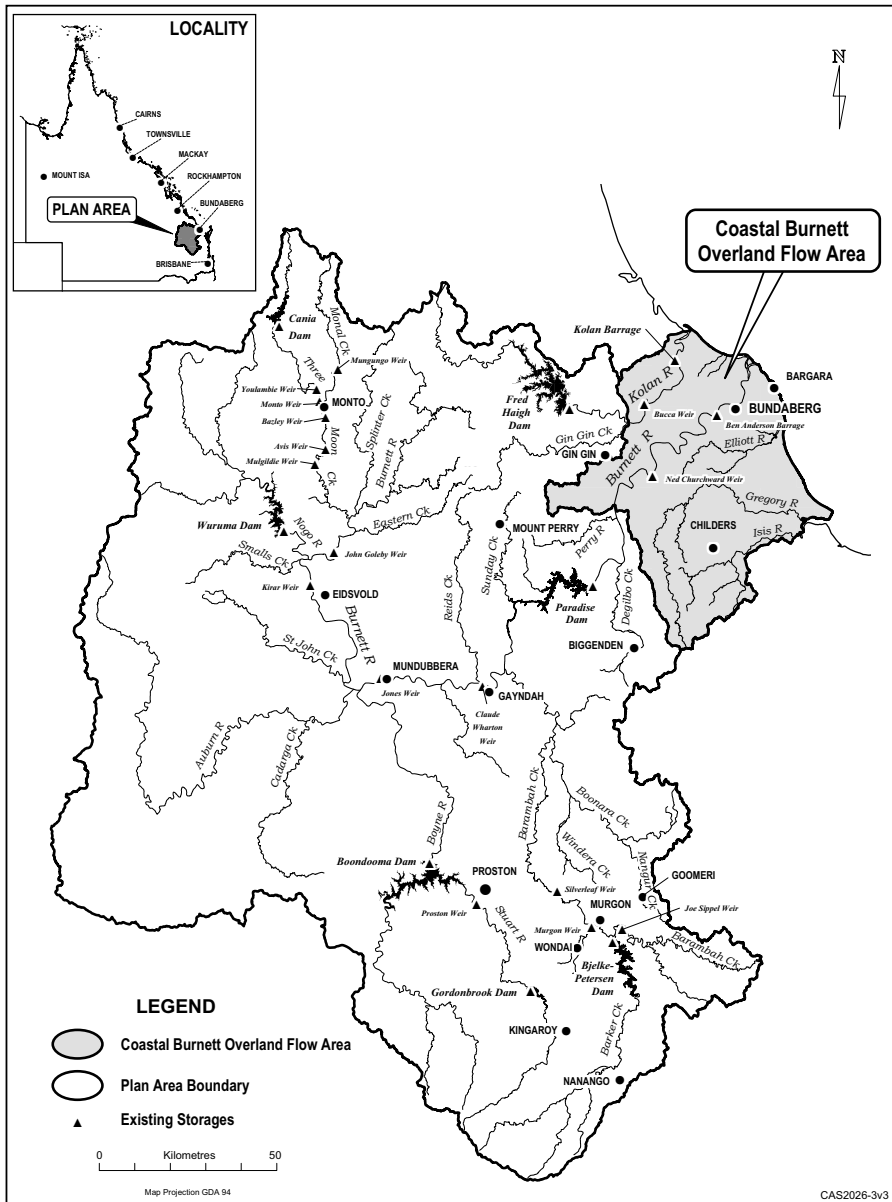 LOCALITY
CAIRNS
TOWNSVILLE
MACKAY
MOUNT ISA
ROCKHAMPTON
PLAN AREA
BUNDABERG
BRISBANE
N
Coastal Burnett
Overland Flow Area
Cania
Dam
Monal Ck
Kolan Barrage
Three
Mungungo Weir
Youlambie Weir
Monto Weir
MONTO
Bazley Weir
Splinter Ck
Fred
Haigh
Dam
Kolan R
BARGARA
Bucca Weir
BUNDABERG
Ben Anderson Barrage
Avis Weir
Moon
Mulgildie Weir
Ck
Burnett R
Gin Gin Ck
GIN GIN
Burnett R
Elliott R
Ned Churchward Weir
Gregory R
Wuruma Dam
Nogo R
Eastern Ck
MOUNT PERRY
Perry R
CHILDERS
Isis R
Smalls Ck
John Goleby Weir
Reids Ck
Sunday Ck
Kirar Weir
EIDSVOLD
Paradise
Dam
Degilbo Ck
Burnett R
St John Ck
BIGGENDEN
MUNDUBBERA
Jones Weir
GAYNDAH
Claude
Wharton
Weir
Auburn R
Cadarga Ck
Barambah Ck
Boonara Ck
Boyne R
Windera Ck
Nangur Ck
Boondooma Dam
PROSTON
Silverleaf Weir
GOOMERI
Proston Weir
Stuart R
MURGON
Joe Sippel Weir
Murgon Weir
WONDAI
Barambah Ck
Bjelke-
Petersen
Dam
Gordonbrook Dam
KINGAROY
Barker Ck
NANANGO
LEGEND
Coastal Burnett Overland Flow Area
Plan Area Boundary
Existing Storages
0 Kilometres 50
Map Projection GDA 94
CAS2026-3v3